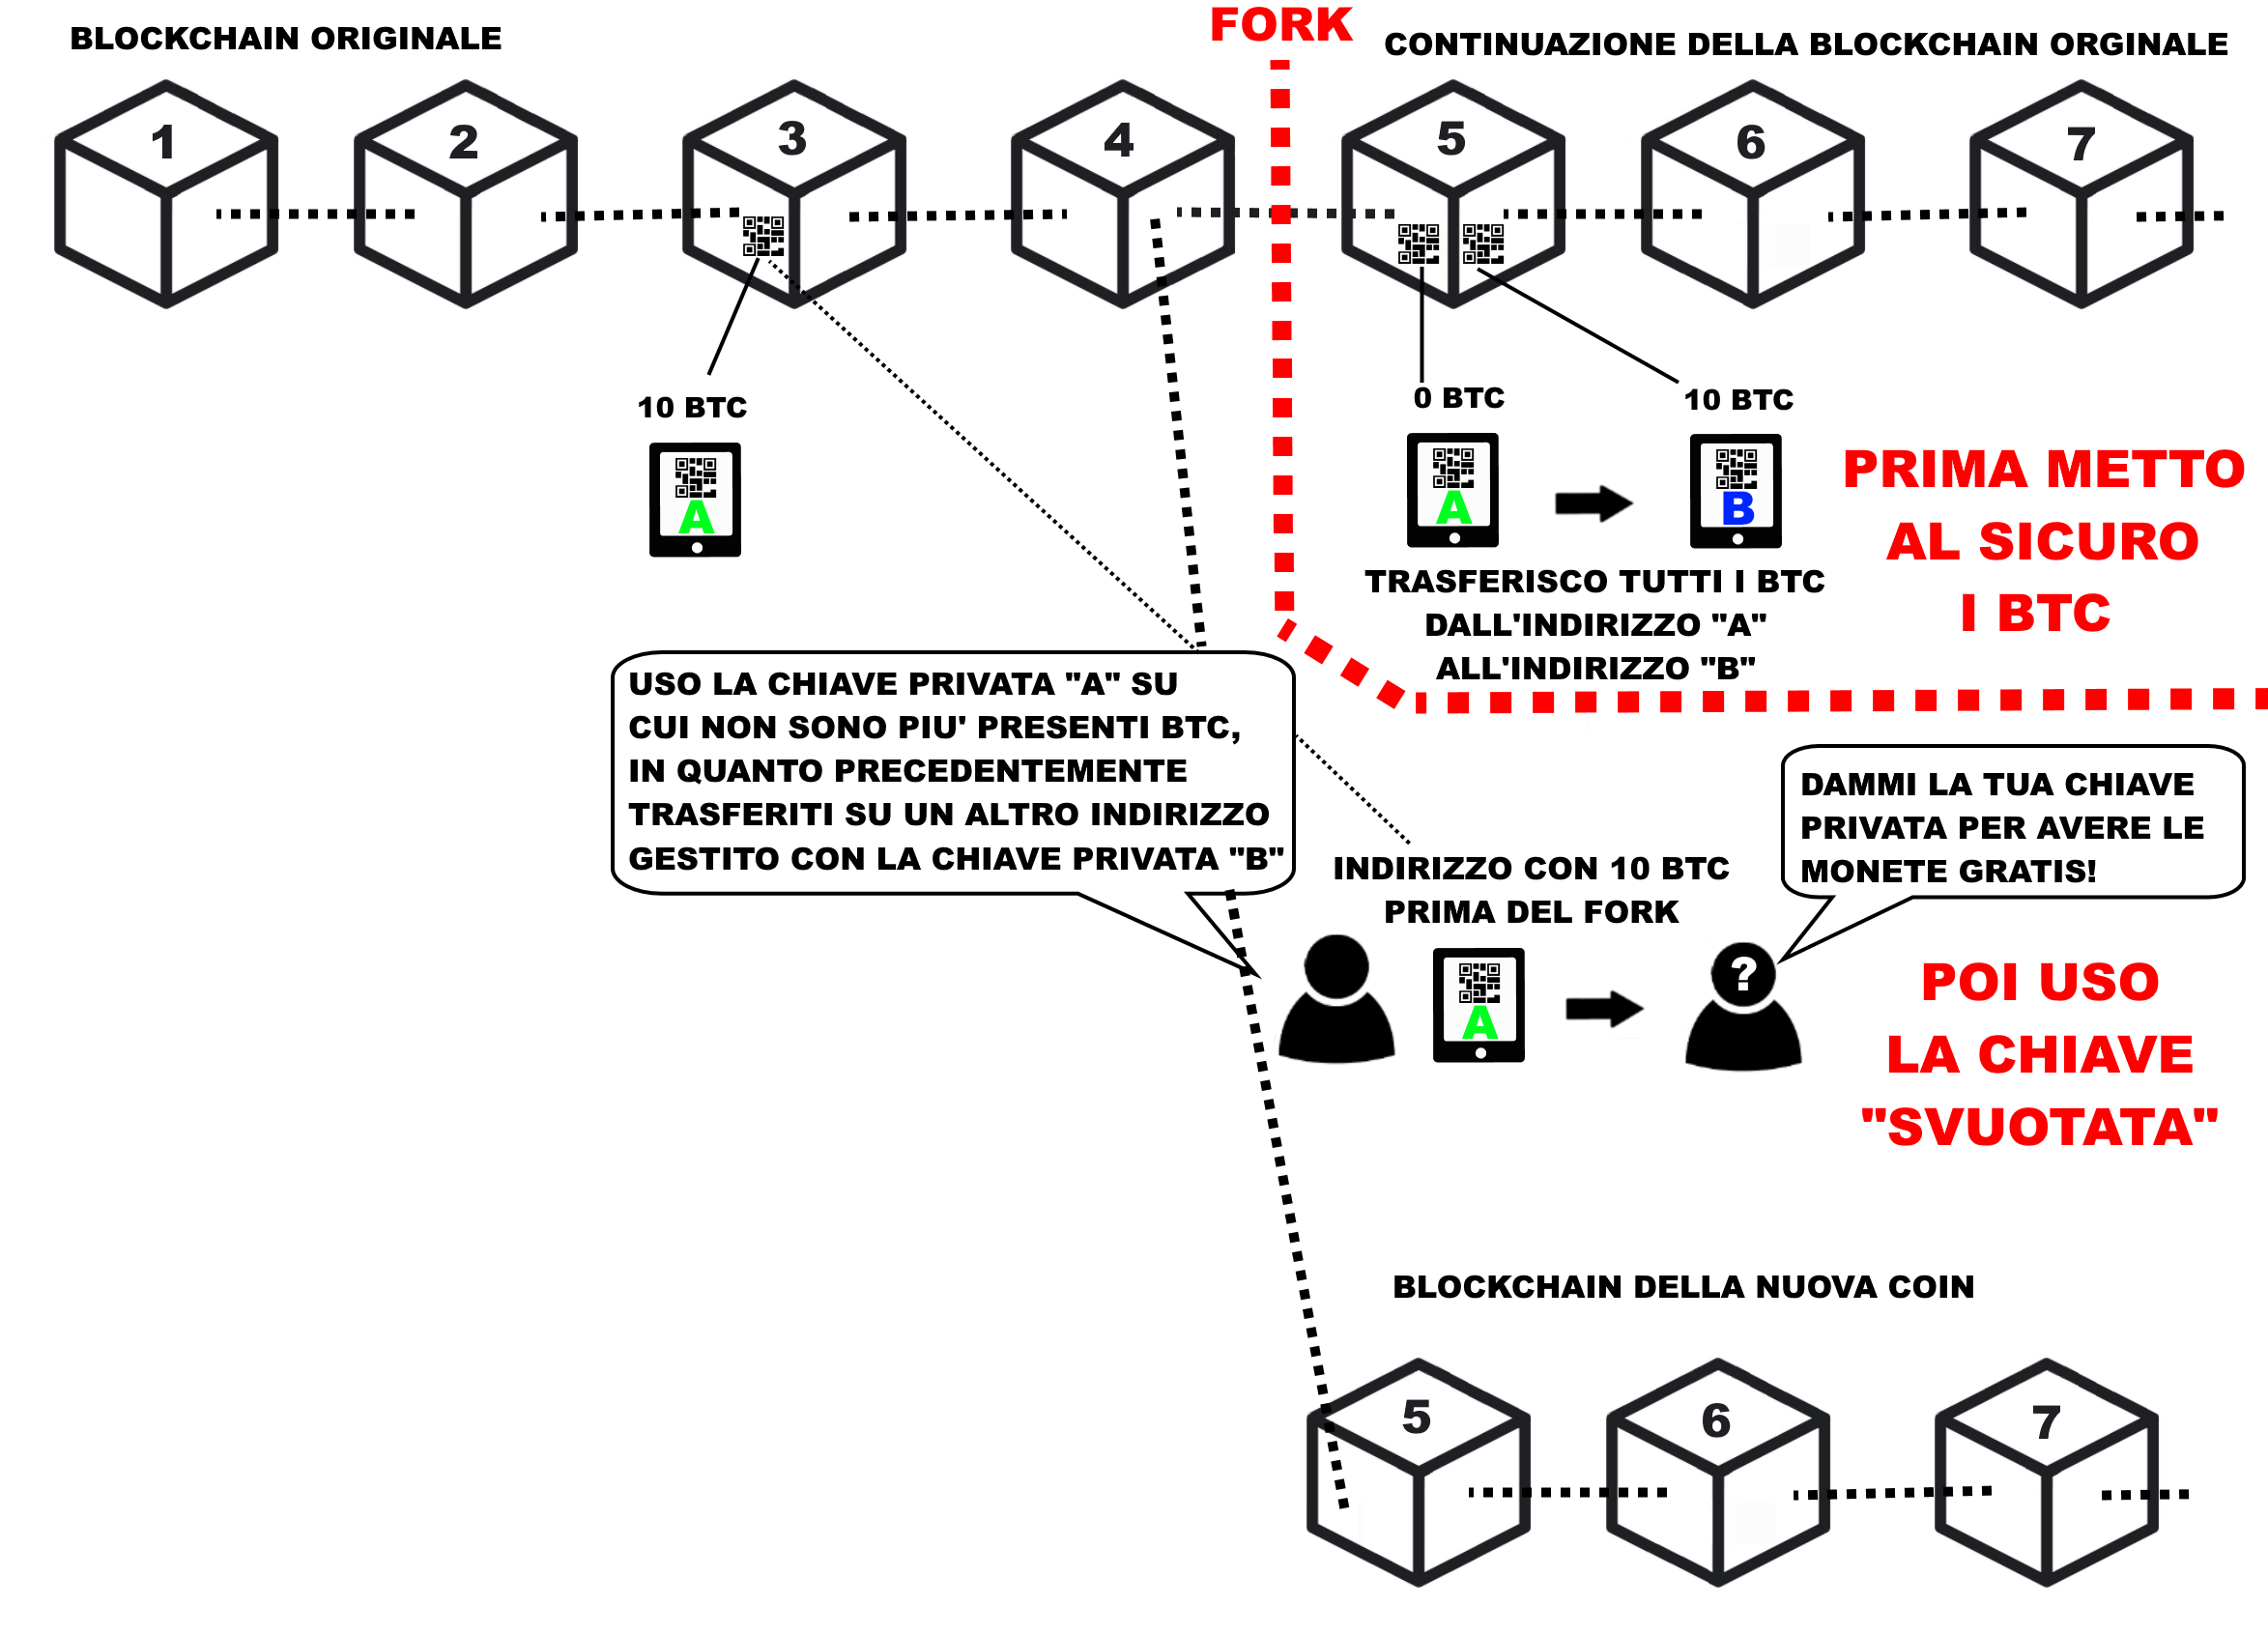 BLOCKCHAIN ORIGINALE
FORK
CONTINUAZIONE DELLA BLOCKCHAIN ORGINALE
1
2
3
4
5
6
7
10 BTC
A
0 BTC
10 BTC
A
B
TRASFERISCO TUTTI I BTC
DALL'INDIRIZZO "A"
ALL'INDIRIZZO "B"
PRIMA METTO
AL SICURO
I BTC
USO LA CHIAVE PRIVATA "A" SU
CUI NON SONO PIU' PRESENTI BTC,
IN QUANTO PRECEDENTEMENTE
TRASFERITI SU UN ALTRO INDIRIZZO
GESTITO CON LA CHIAVE PRIVATA "B"
INDIRIZZO CON 10 BTC
PRIMA DEL FORK
A
DAMMI LA TUA CHIAVE
PRIVATA PER AVERE LE
MONETE GRATIS!
?
POI USO
LA CHIAVE
"SVUOTATA"
BLOCKCHAIN DELLA NUOVA COIN
5
6
7